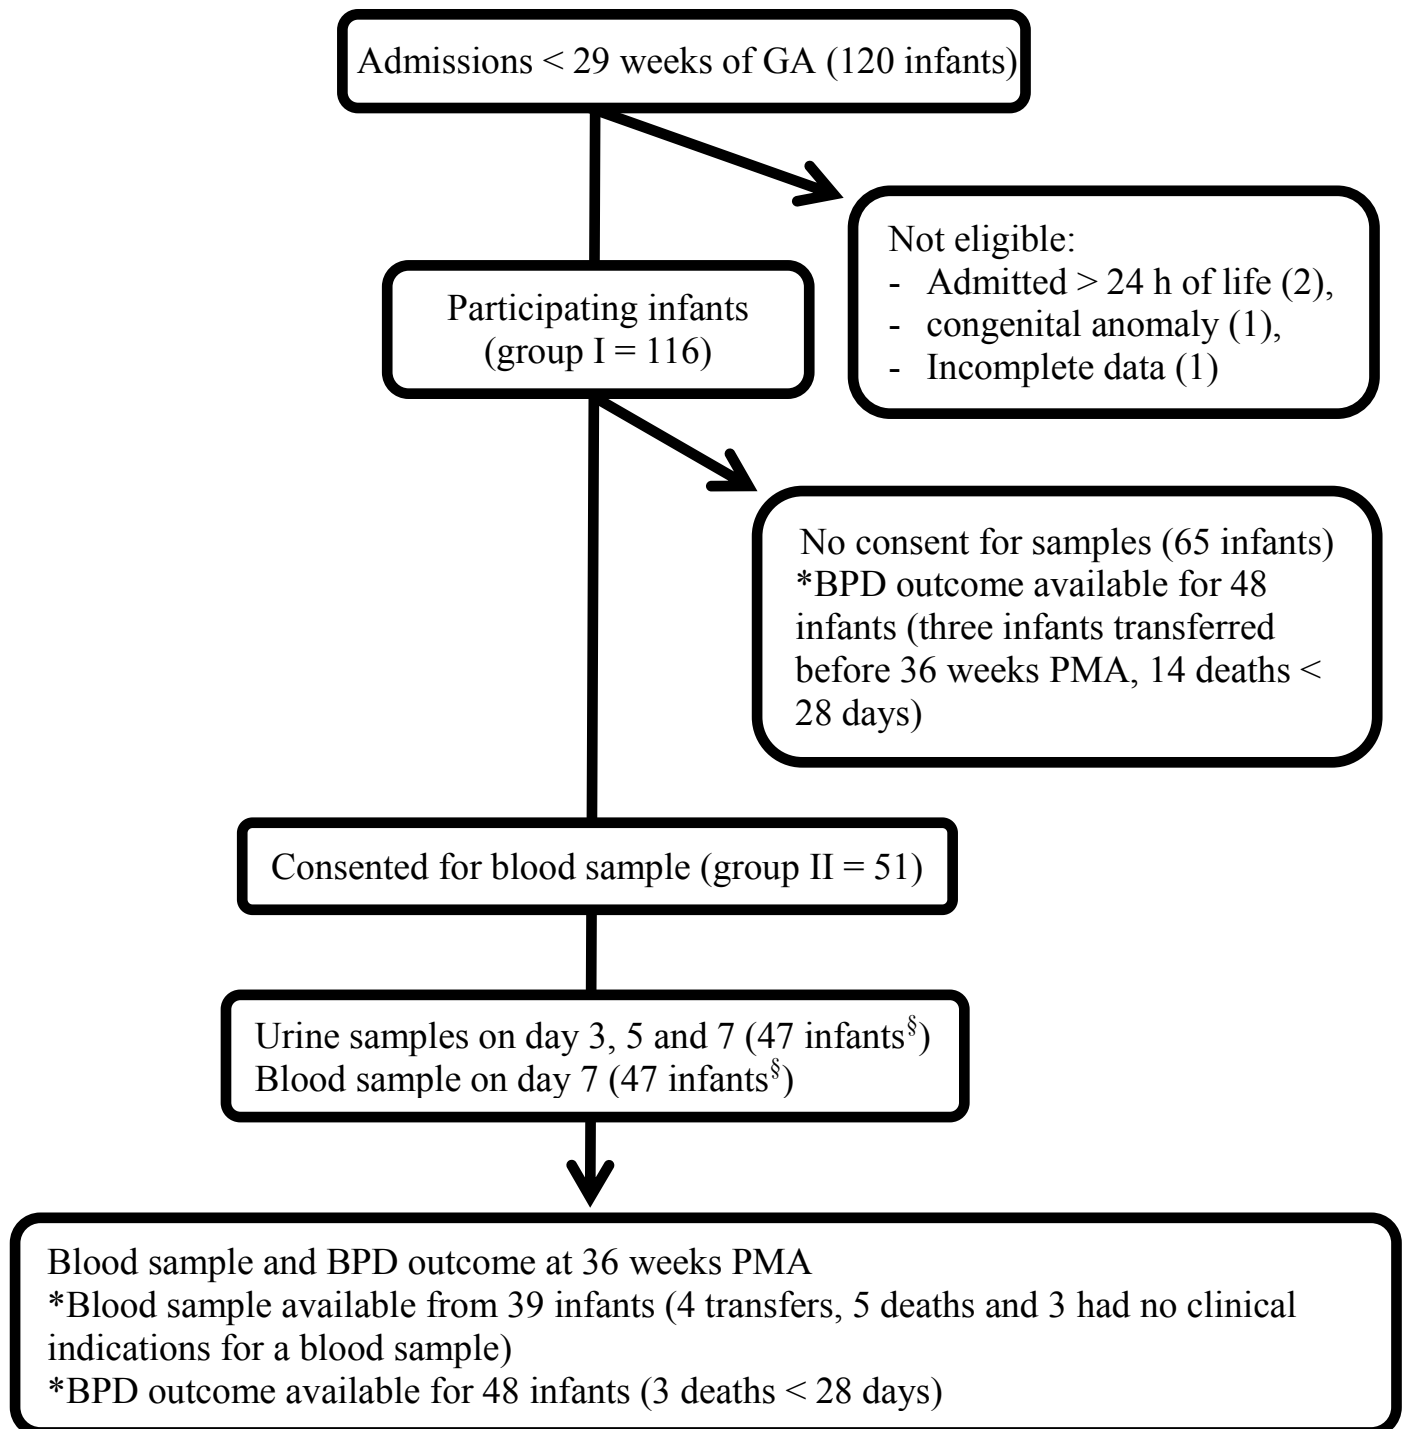 Admissions < 29 weeks of GA (120 infants)
Not eligible:
- Admitted > 24 h of life (2),
- congenital anomaly (1),
- Incomplete data (1)
Participating infants
(group I = 116)
No consent for samples (65 infants)
*BPD outcome available for 48
infants (three infants transferred
before 36 weeks PMA, 14 deaths <
28 days)
Consented for blood sample (group II = 51)
Urine samples on day 3, 5 and 7 (47 infants§)
Blood sample on day 7 (47 infants§)
Blood sample and BPD outcome at 36 weeks PMA
*Blood sample available from 39 infants (4 transfers, 5 deaths and 3 had no clinical
indications for a blood sample)
*BPD outcome available for 48 infants (3 deaths < 28 days)